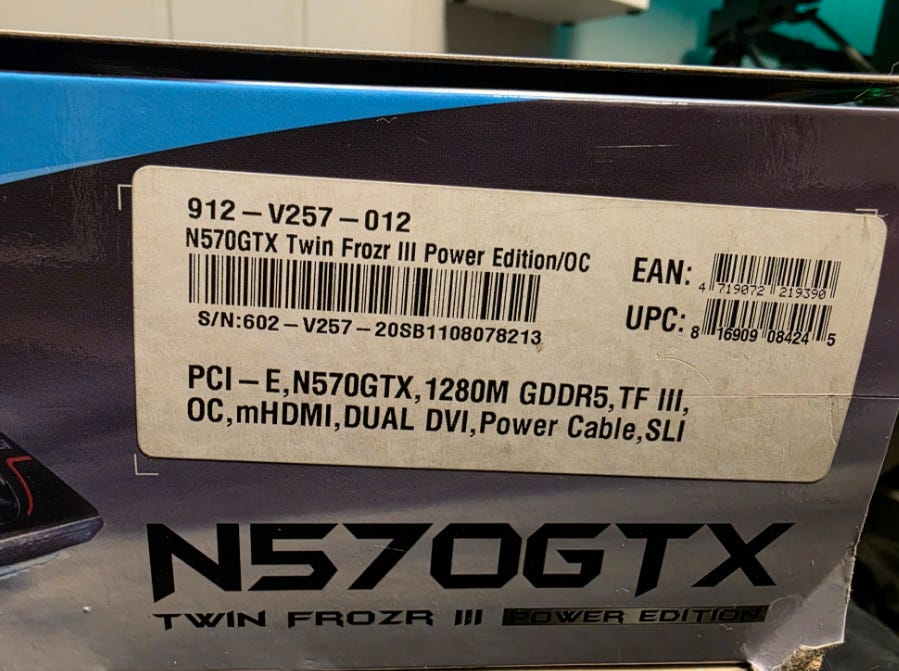 912-V257-012
N570GTX Twin Frozr III Power Edition/OC
S/N:602-V257-20SB1108078213
EAN:
4 719072 219390
UPC:
8 16909 08424 5
PCI-E,N570GTX,1280M GDDR5,TF III,
OC,mHDMI,DUAL DVI,Power Cable,SLI
N570GTX
TWIN FROZR III POWER EDITION